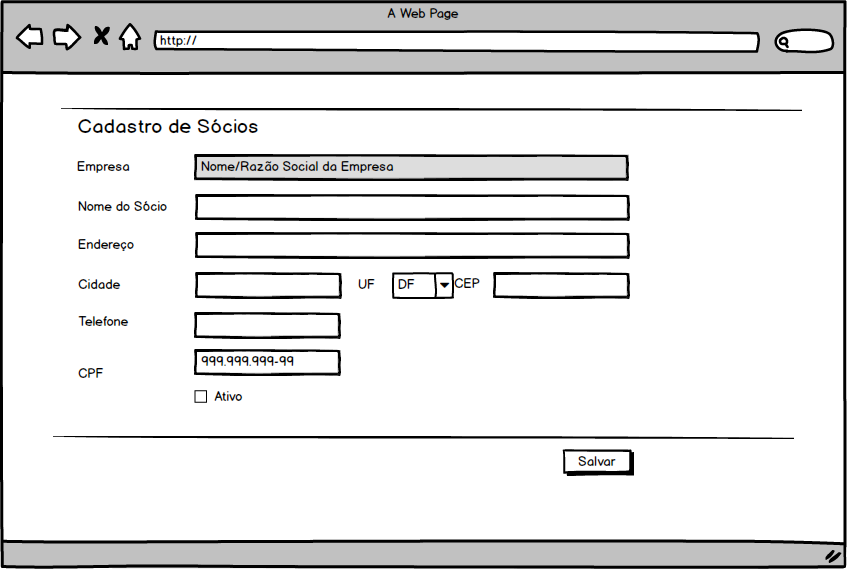 A Web Page
http://
Cadastro de Sócios
Empresa Nome/Razão Social da Empresa
Nome do Sócio
Endereço
Cidade UF DF CEP
Telefone
CPF 999.999.999-99
Ativo
Salvar